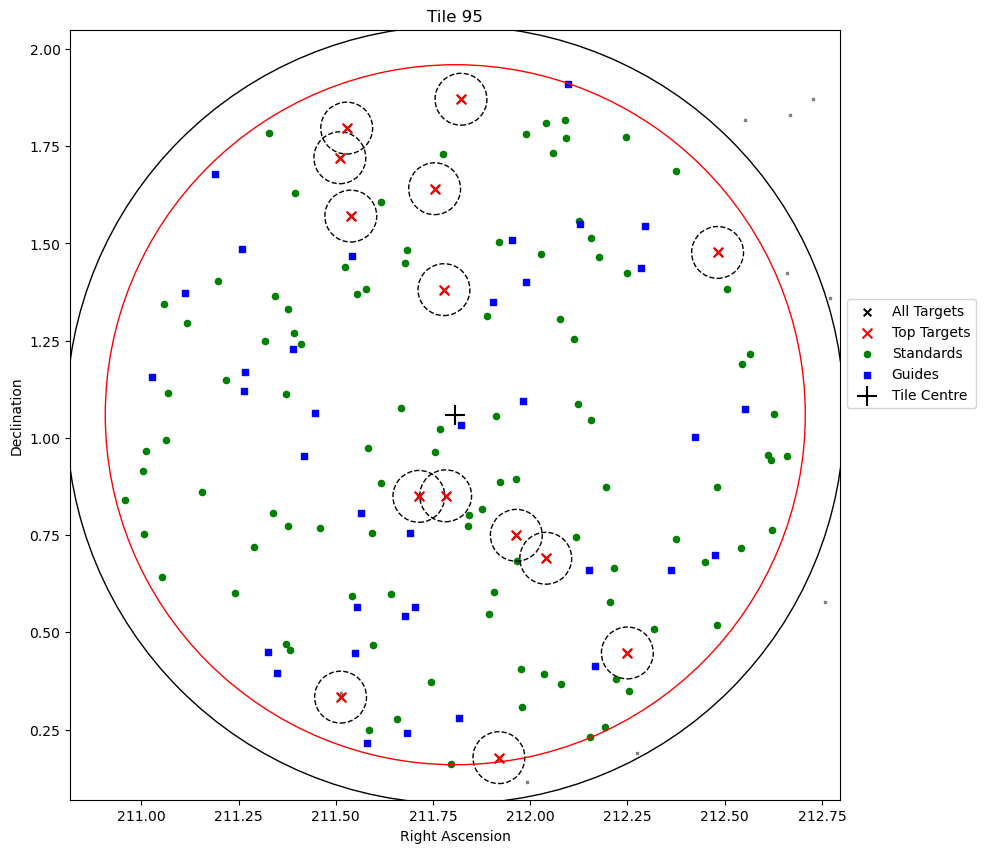 Tile 95
2.00
1.75
1.50
1.25
1.00
0.75
0.50
0.25
Declination
211.00 211.25 211.50 211.75 212.00 212.25 212.50 212.75
Right Ascension
All Targets
Top Targets
Standards
Guides
Tile Centre